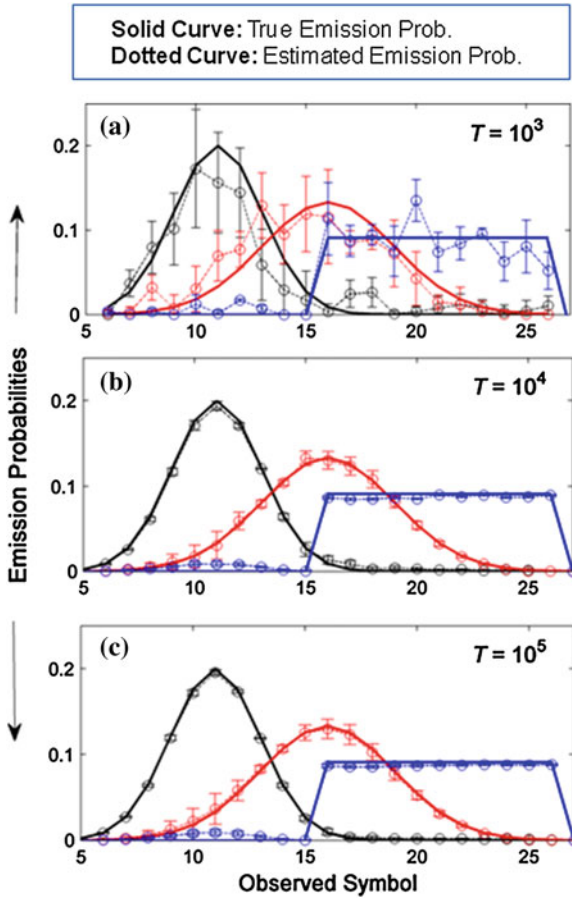 Solid Curve: True Emission Prob.
Dotted Curve: Estimated Emission Prob.
(a)
T = 10³
0.2
0.1
0
5 10 15 20 25
(b)
T = 10⁴
0.2
0.1
0
5 10 15 20 25
(c)
T = 10⁵
0.2
0.1
0
5 10 15 20 25
Emission Probabilities
Observed Symbol